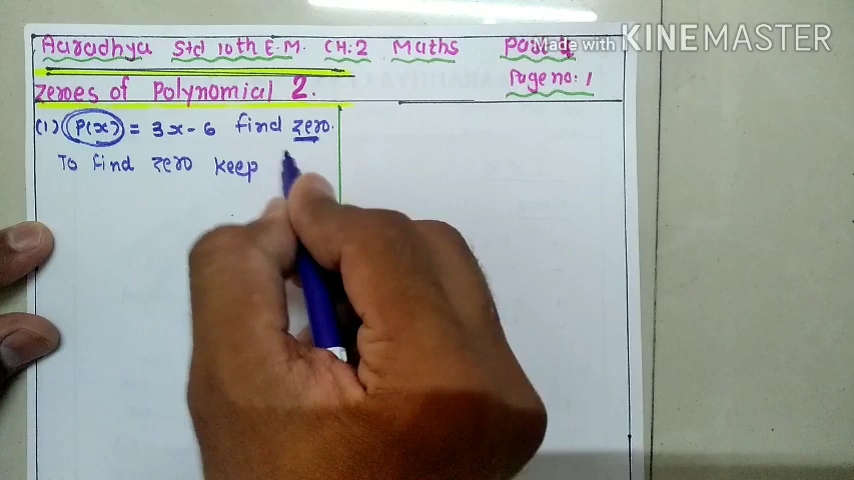 Aaradhya Std 10th E.M. CH:2 Maths
Made with KINEMASTER
Page no: 1
Zeroes of Polynomial 2.
(1) P(x) = 3x - 6 find zero.
To find zero keep